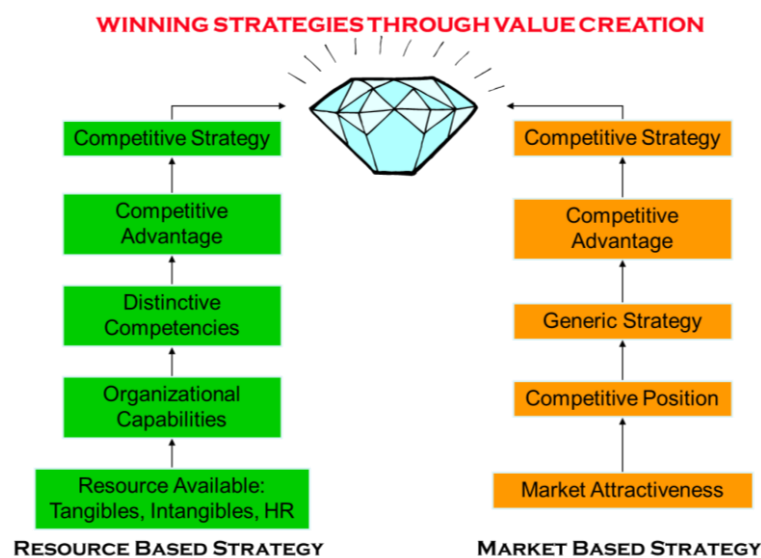 WINNING STRATEGIES THROUGH VALUE CREATION
Competitive Strategy
Competitive
Advantage
Distinctive
Competencies
Organizational
Capabilities
Resource Available:
Tangibles, Intangibles, HR
RESOURCE BASED STRATEGY
Competitive Strategy
Competitive
Advantage
Generic Strategy
Competitive Position
Market Attractiveness
MARKET BASED STRATEGY